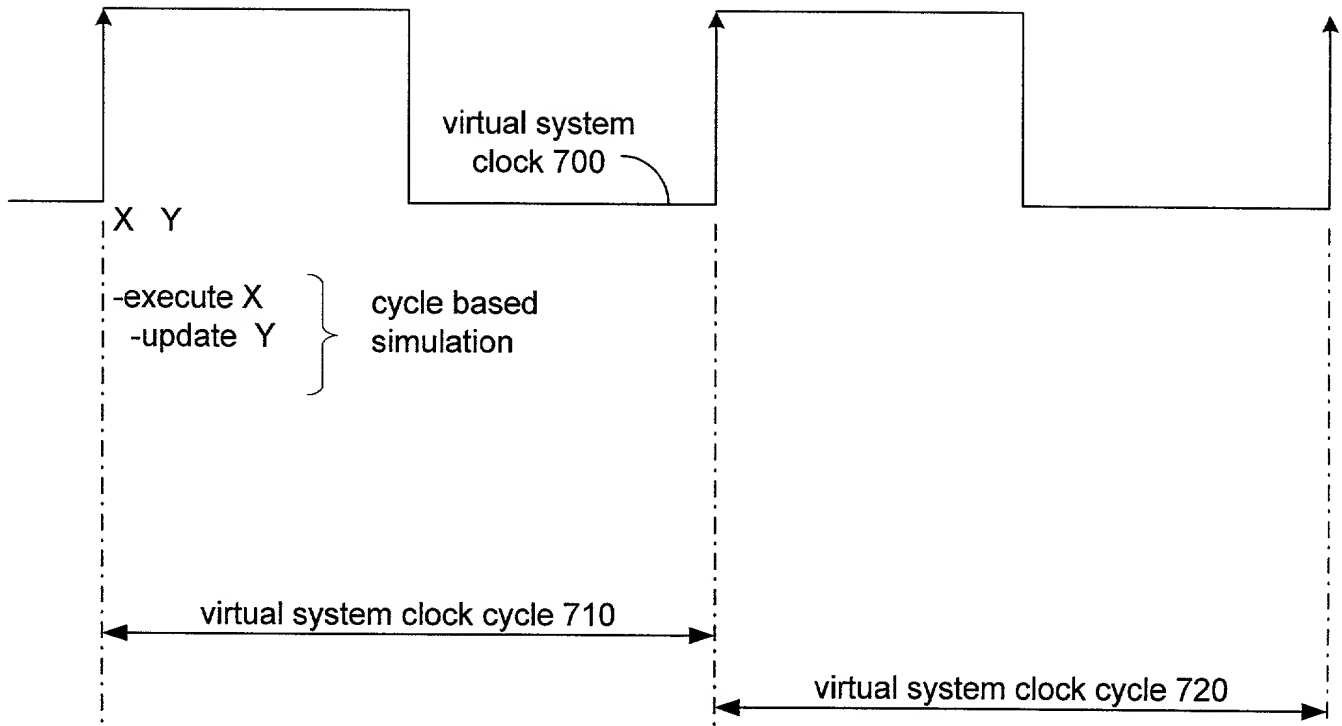 virtual system
clock 700
X Y
-execute X
-update Y
cycle based
simulation
virtual system clock cycle 710
virtual system clock cycle 720